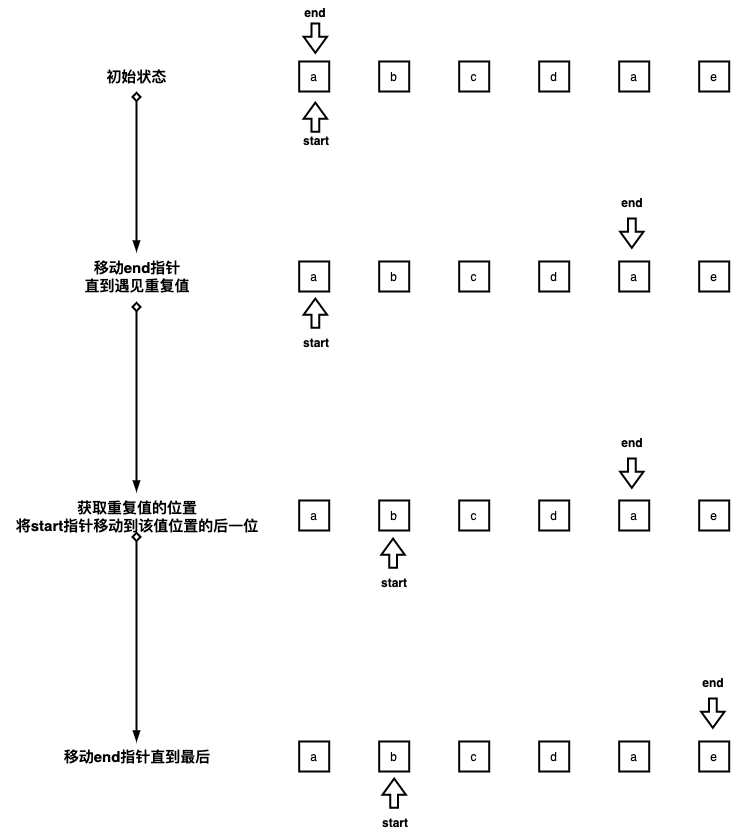 end
初始状态 a b c d a e
start
end
移动end指针
直到遇见重复值
a b c d a e
start
end
获取重复值的位置
将start指针移动到该值位置的后一位
a b c d a e
start
end
移动end指针直到最后 a b c d a e
start